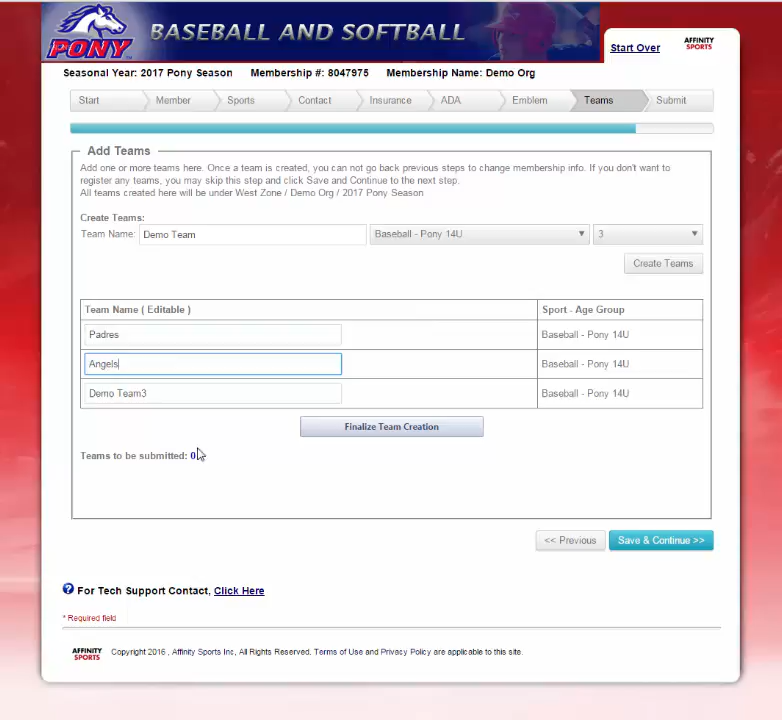 PONY
BASEBALL AND SOFTBALL
Start Over
AFFINITY
SPORTS
Seasonal Year: 2017 Pony Season Membership #: 8047975 Membership Name: Demo Org
Start Member Sports Contact Insurance ADA Emblem Teams Submit
Add Teams
Add one or more teams here. Once a team is created, you can not go back previous steps to change membership info. If you don't want to
register any teams, you may skip this step and click Save and Continue to the next step.
All teams created here will be under West Zone / Demo Org / 2017 Pony Season
Create Teams:
Team Name: Demo Team Baseball - Pony 14U 3
Create Teams
Team Name ( Editable ) Sport - Age Group
Padres Baseball - Pony 14U
Angels Baseball - Pony 14U
Demo Team3 Baseball - Pony 14U
Finalize Team Creation
Teams to be submitted: 0
<< Previous Save & Continue >>
For Tech Support Contact, Click Here
* Required field
AFFINITY
SPORTS
Copyright 2016 , Affinity Sports Inc, All Rights Reserved. Terms of Use and Privacy Policy are applicable to this site.